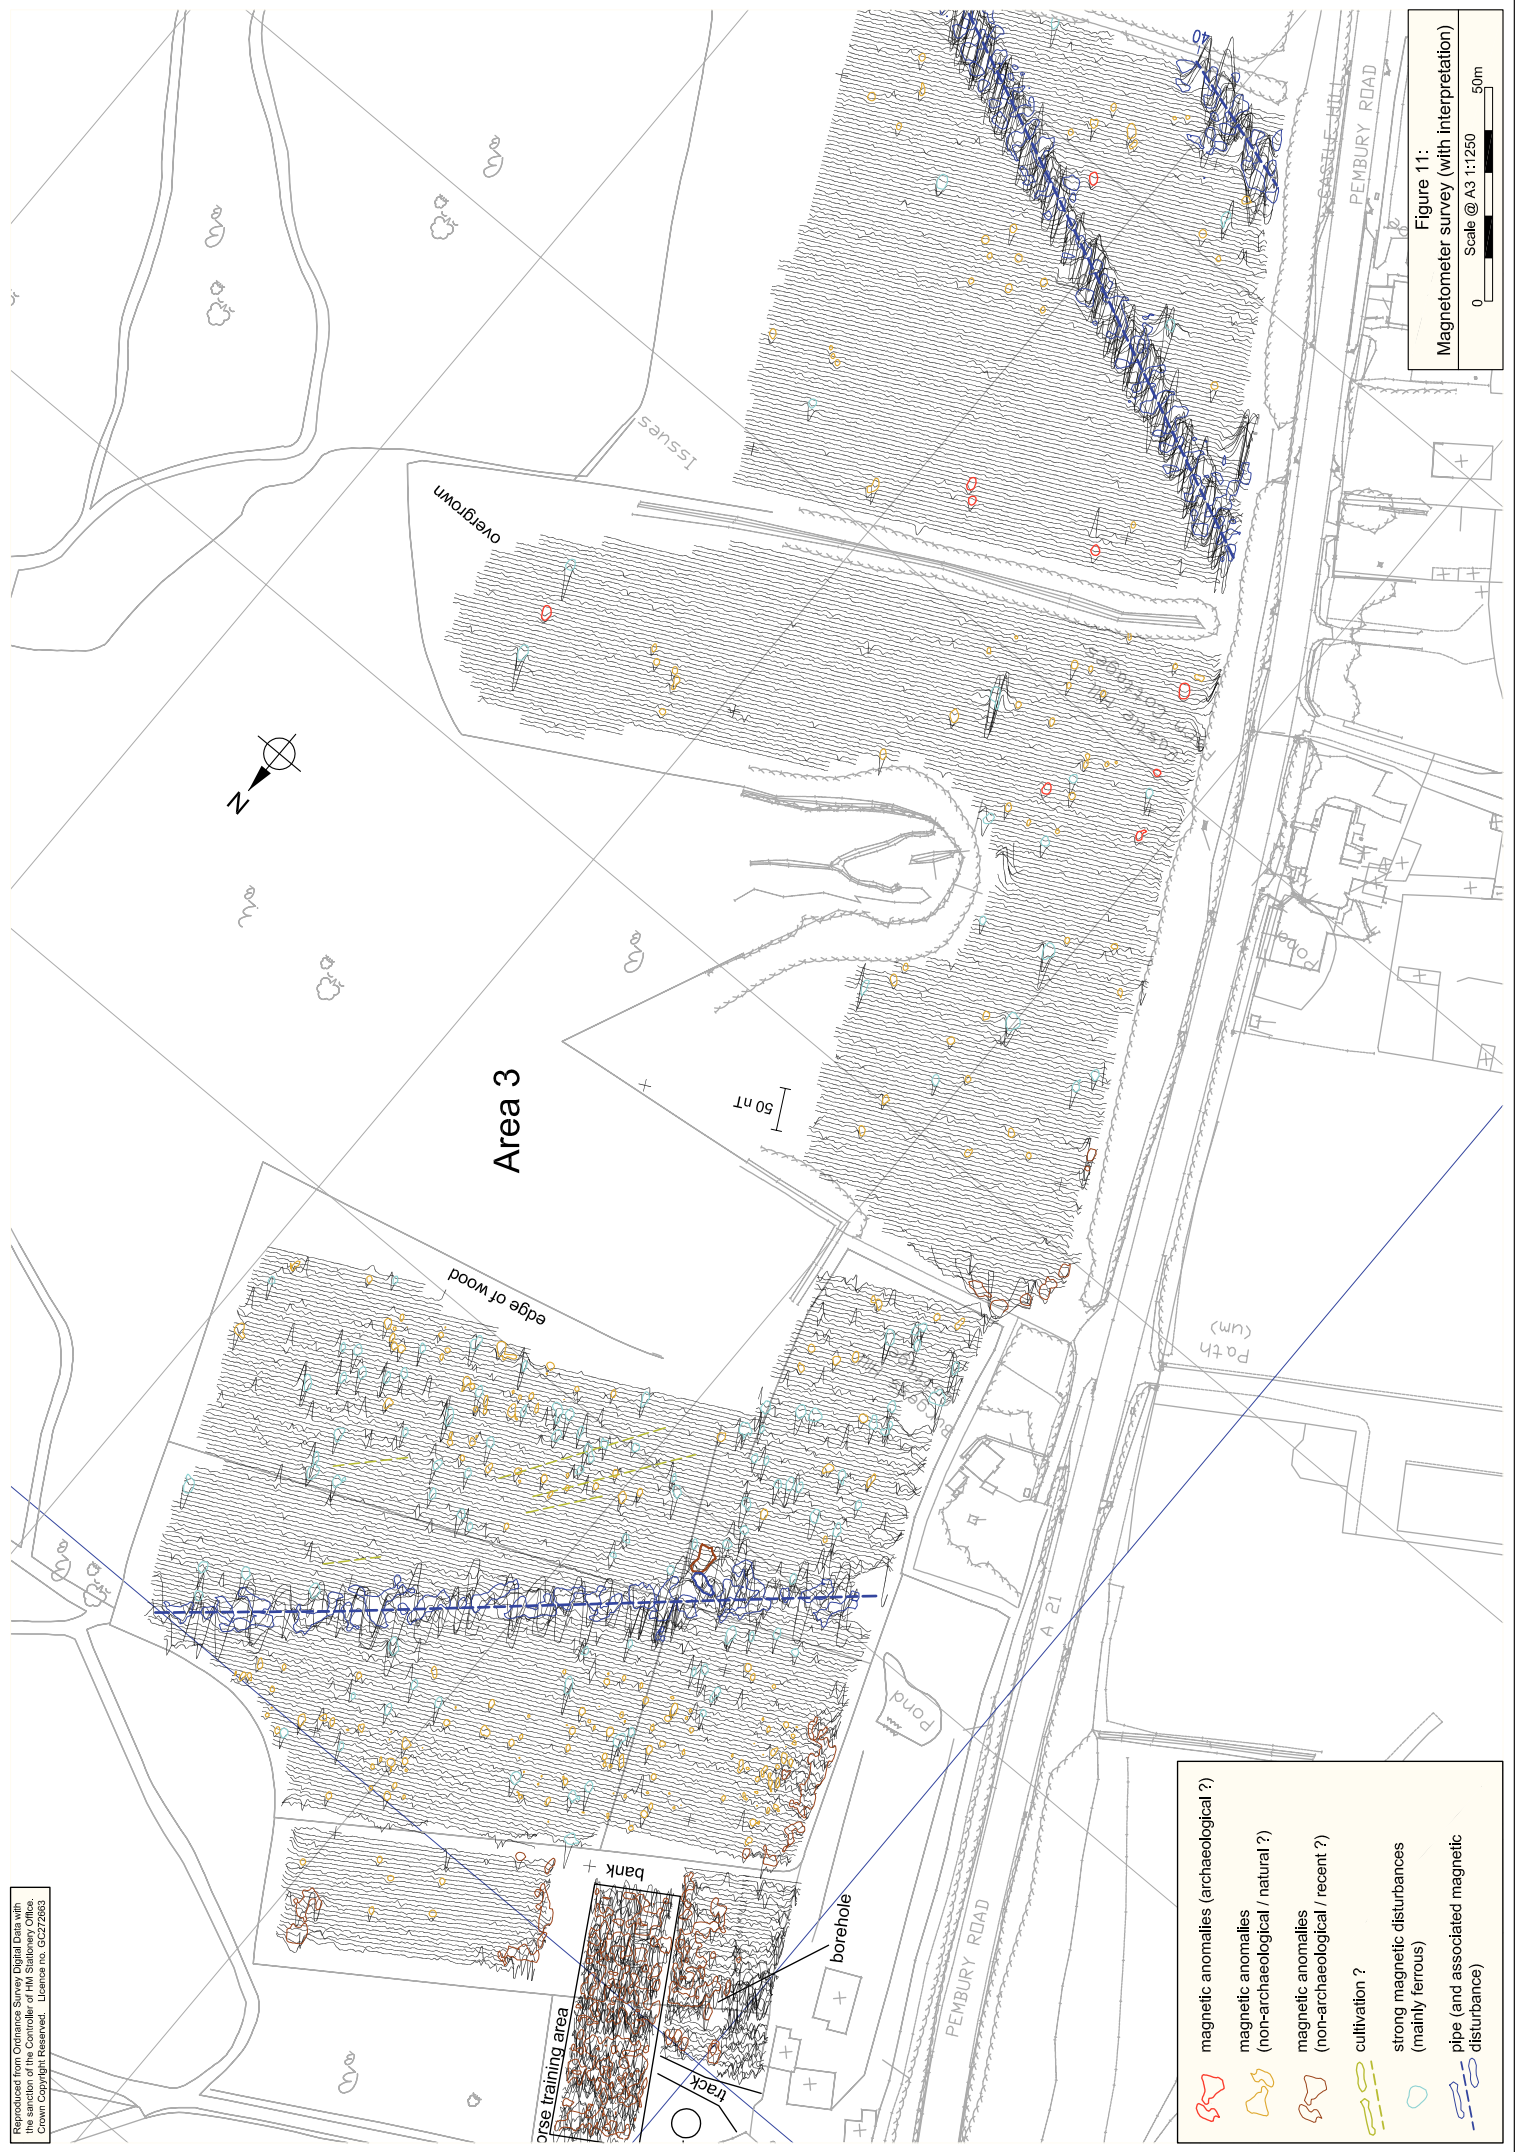 Reproduced from Ordnance Survey Digital Data with
the sanction of the Controller of HM Stationery Office.
Crown Copyright Reserved. Licence no. GC272663
Figure 11:
Magnetometer survey (with interpretation)
Scale @ A3 1:1250
0
50m
Area 3
N
50 nT
overgrown
Issues
edge of wood
bank
borehole
track
orse training area
Pond
Pond
PEMBURY ROAD
A 21
Path
(um)
CASTLE HILL
PEMBURY ROAD
Castle Hill
Cottages
40
magnetic anomalies (archaeological ?)
magnetic anomalies
(non-archaeological / natural ?)
magnetic anomalies
(non-archaeological / recent ?)
cultivation ?
strong magnetic disturbances
(mainly ferrous)
pipe (and associated magnetic
disturbance)